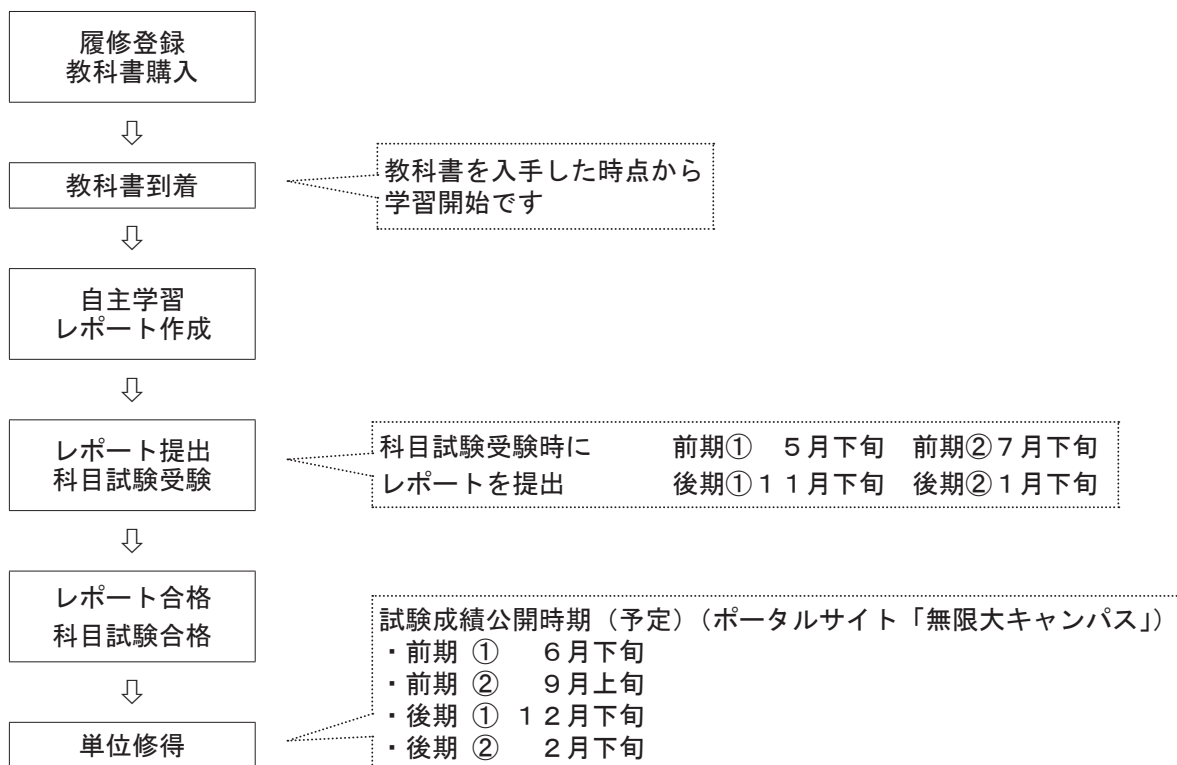 履修登録
教科書購入
⇩
教科書到着
教科書を入手した時点から
学習開始です
⇩
自主学習
レポート作成
⇩
レポート提出
科目試験受験
科目試験受験時に　　　前期①　５月下旬　前期②７月下旬
レポートを提出　　　　後期①１１月下旬　後期②１月下旬
⇩
レポート合格
科目試験合格
⇩
単位修得
試験成績公開時期（予定）（ポータルサイト「無限大キャンパス」）
・前期 ①　６月下旬
・前期 ②　９月上旬
・後期 ① １２月下旬
・後期 ②　２月下旬